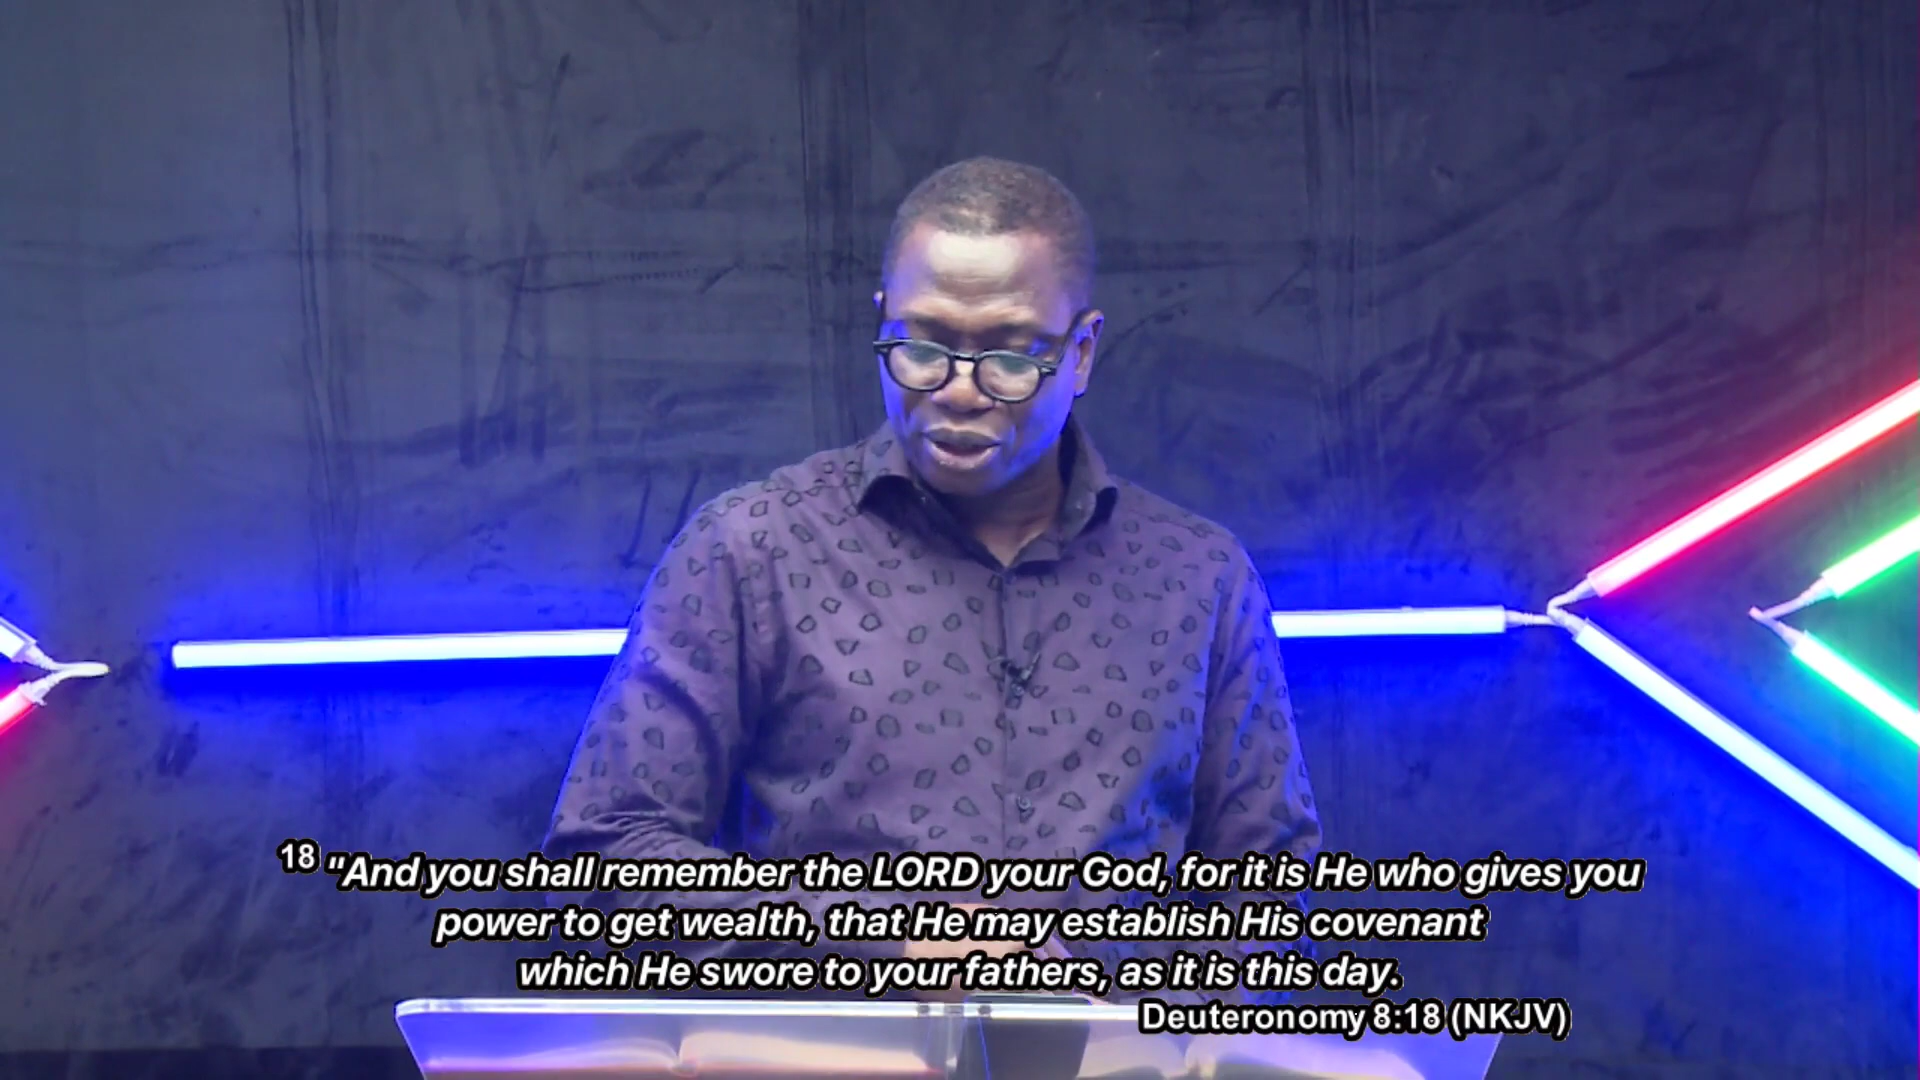 18 "And you shall remember the LORD your God, for it is He who gives you
power to get wealth, that He may establish His covenant
which He swore to your fathers, as it is this day.
Deuteronomy 8:18 (NKJV)